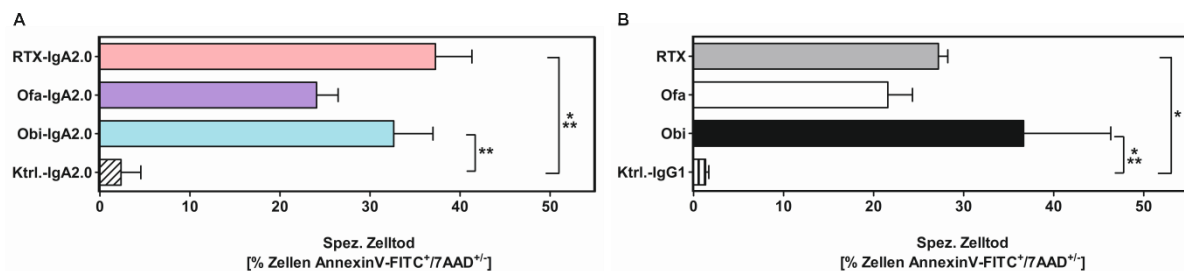 A
RTX-IgA2.0
Ofa-IgA2.0
Obi-IgA2.0
Ktrl.-IgA2.0
*
**
**
0 10 20 30 40 50
Spez. Zelltod
[% Zellen AnnexinV-FITC⁺/7AAD⁺/⁻]
B
RTX
Ofa
Obi
Ktrl.-IgG1
*
*
**
0 10 20 30 40 50
Spez. Zelltod
[% Zellen AnnexinV-FITC⁺/7AAD⁺/⁻]